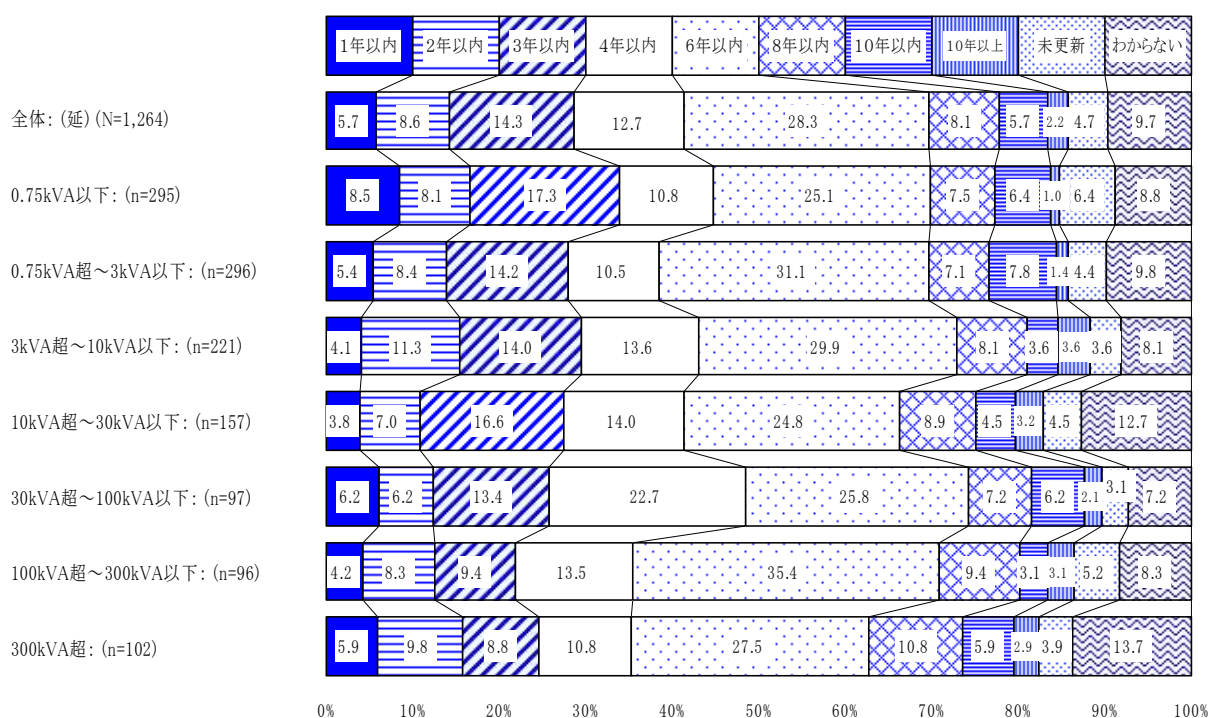 1年以内 2年以内 3年以内 4年以内 6年以内 8年以内 10年以内 10年以上 未更新 わからない
全体：(延)(N=1,264) 5.7 8.6 14.3 12.7 28.3 8.1 5.7 2.2 4.7 9.7
0.75kVA以下：(n=295) 8.5 8.1 17.3 10.8 25.1 7.5 6.4 1.0 6.4 8.8
0.75kVA超～3kVA以下：(n=296) 5.4 8.4 14.2 10.5 31.1 7.1 7.8 1.4 4.4 9.8
3kVA超～10kVA以下：(n=221) 4.1 11.3 14.0 13.6 29.9 8.1 3.6 3.6 3.6 8.1
10kVA超～30kVA以下：(n=157) 3.8 7.0 16.6 14.0 24.8 8.9 4.5 3.2 4.5 12.7
30kVA超～100kVA以下：(n=97) 6.2 6.2 13.4 22.7 25.8 7.2 6.2 2.1 3.1 7.2
100kVA超～300kVA以下：(n=96) 4.2 8.3 9.4 13.5 35.4 9.4 3.1 3.1 5.2 8.3
300kVA超：(n=102) 5.9 9.8 8.8 10.8 27.5 10.8 5.9 2.9 3.9 13.7
0% 10% 20% 30% 40% 50% 60% 70% 80% 90% 100%